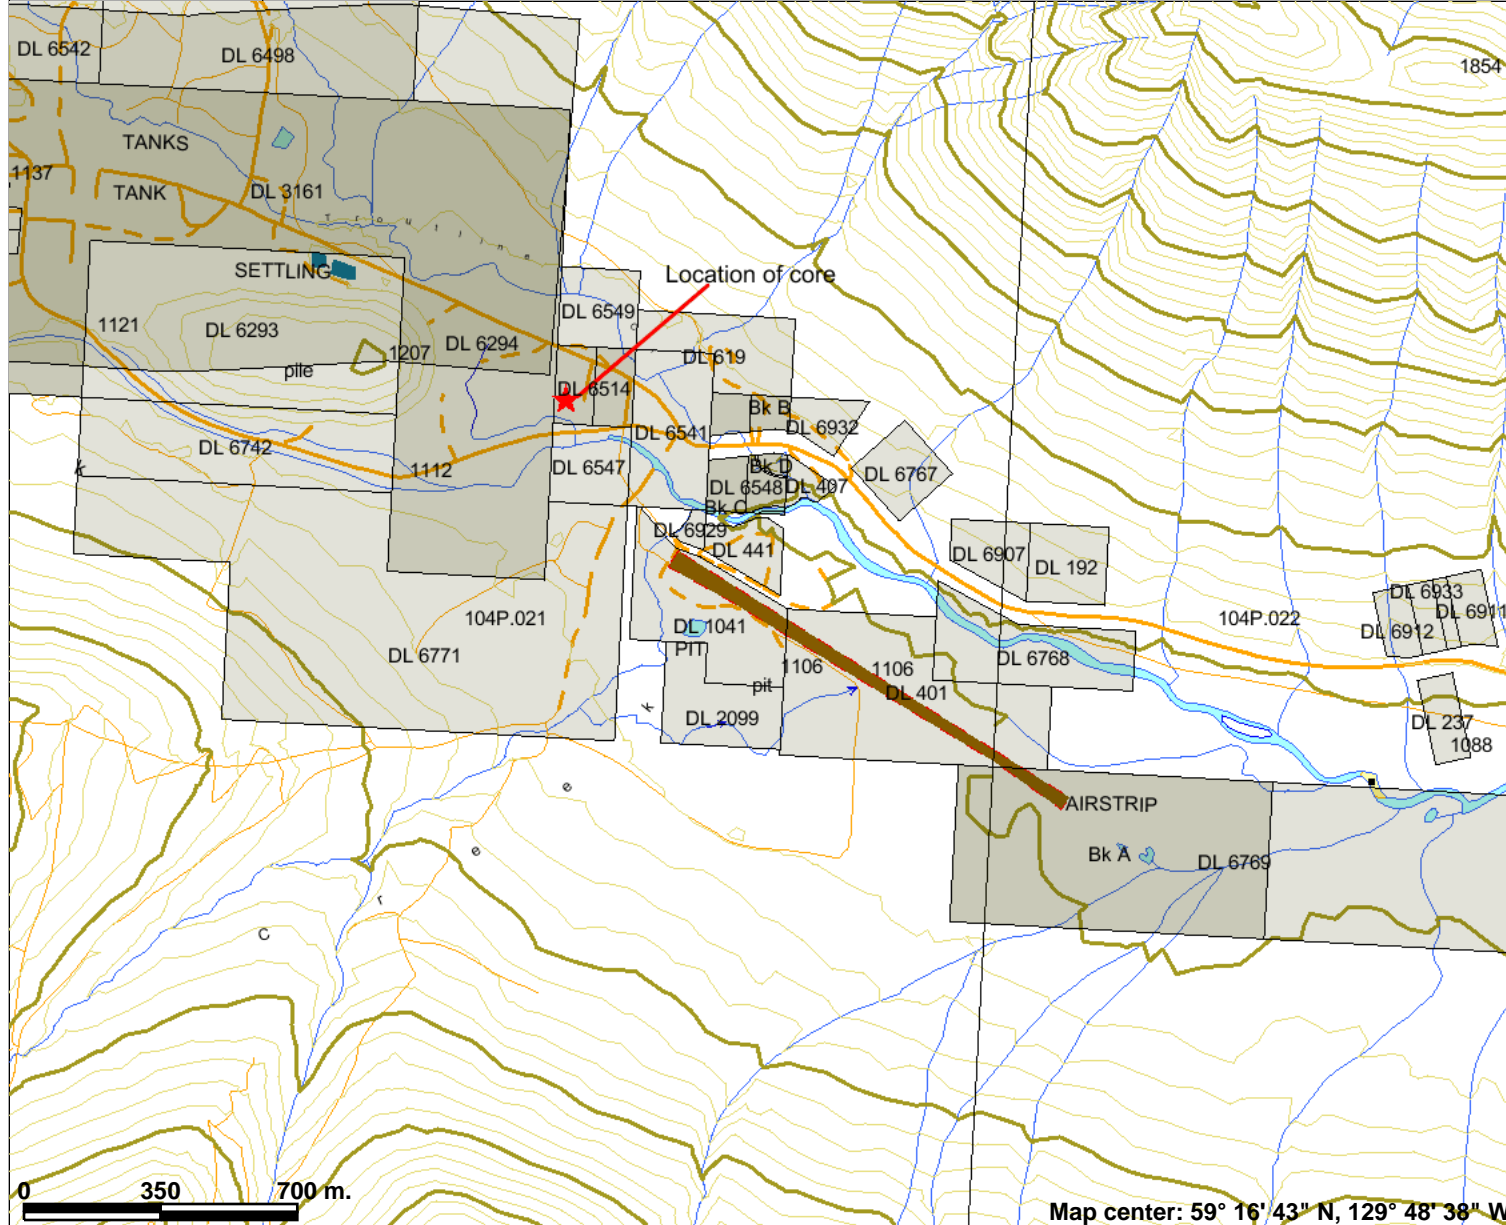 DL 6542
DL 6498
1854
TANKS
1137
TANK
DL 3161
Troutline
SETTLING
Location of core
DL 6549
1121
DL 6293
1207
DL 6294
pile
DL 619
DL 6514
Bk B
DL 6932
DL 6541
DL 6742
k
1112
DL 6547
Bk D
DL 6548
DL 407
DL 6767
Bk C
DL 6929
DL 441
DL 6907
DL 192
DL 6933
DL 6911
DL 6912
104P.021
DL 1041
104P.022
PIT
DL 6771
1106
1106
DL 6768
pit
DL 401
k
DL 2099
DL 237
1088
e
AIRSTRIP
e
Bk A
DL 6769
r
C
0 350 700 m.
Map center: 59° 16' 43" N, 129° 48' 38" W